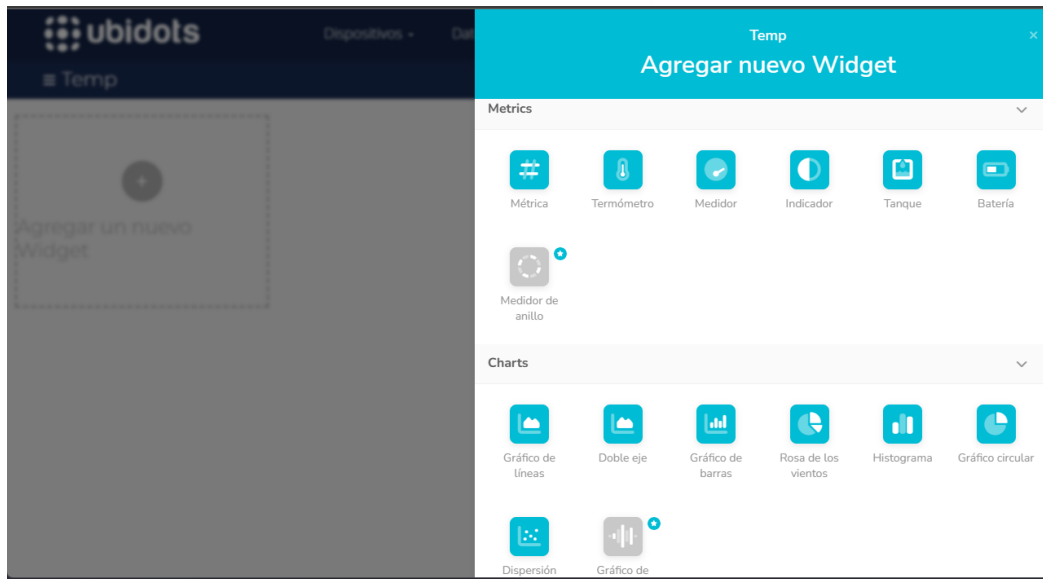 ubidots
Dispositivos
Dat
Temp
Agregar un nuevo
Widget
Temp
×
Agregar nuevo Widget
Metrics
Métrica
Termómetro
Medidor
Indicador
Tanque
Batería
Medidor de
anillo
Charts
Gráfico de
líneas
Doble eje
Gráfico de
barras
Rosa de los
vientos
Histograma
Gráfico circular
Dispersión
Gráfico de